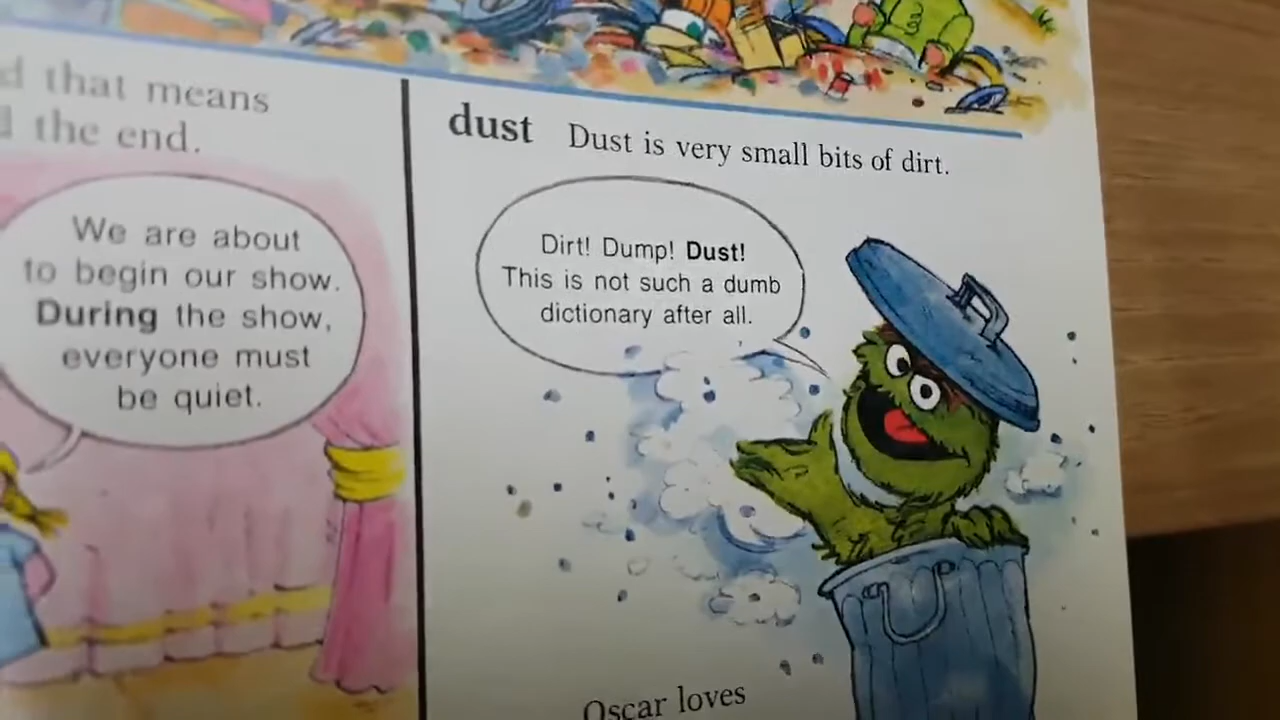 d that means
the end.
We are about
to begin our show.
During the show,
everyone must
be quiet.
dust Dust is very small bits of dirt.
Dirt! Dump! Dust!
This is not such a dumb
dictionary after all.
Oscar loves